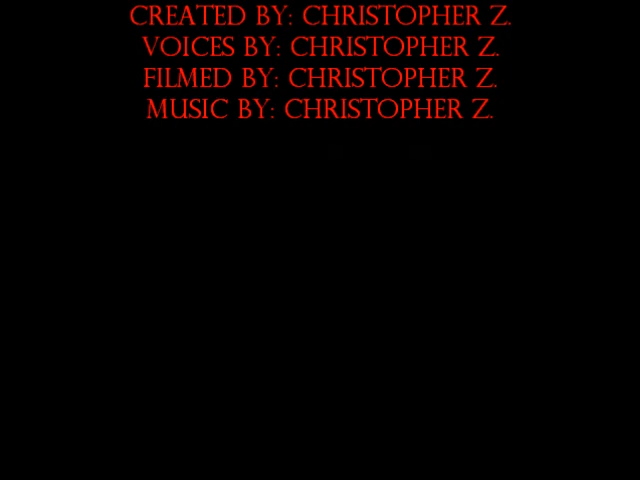 CREATED BY: CHRISTOPHER Z.
VOICES BY: CHRISTOPHER Z.
FILMED BY: CHRISTOPHER Z.
MUSIC BY: CHRISTOPHER Z.